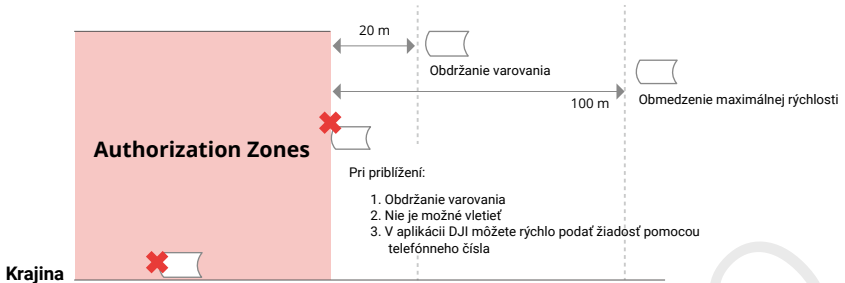 20 m
Obdržanie varovania
100 m
Obmedzenie maximálnej rýchlosti
Authorization Zones
Pri priblížení:
1. Obdržanie varovania
2. Nie je možné vletieť
3. V aplikácii DJI môžete rýchlo podať žiadosť pomocou
telefónneho čísla
Krajina